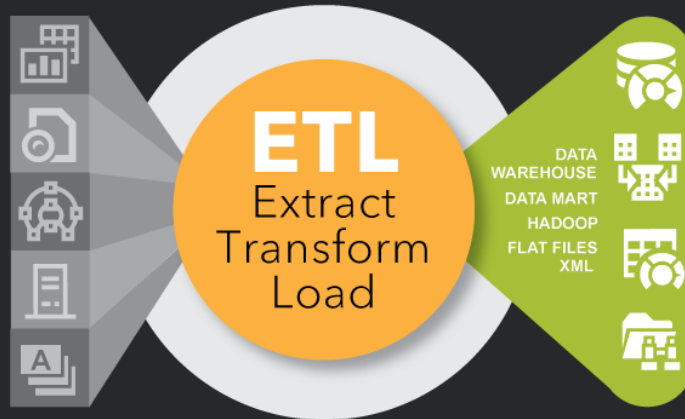 ETL
Extract
Transform
Load
DATA
WAREHOUSE
DATA MART
HADOOP
FLAT FILES
XML
A